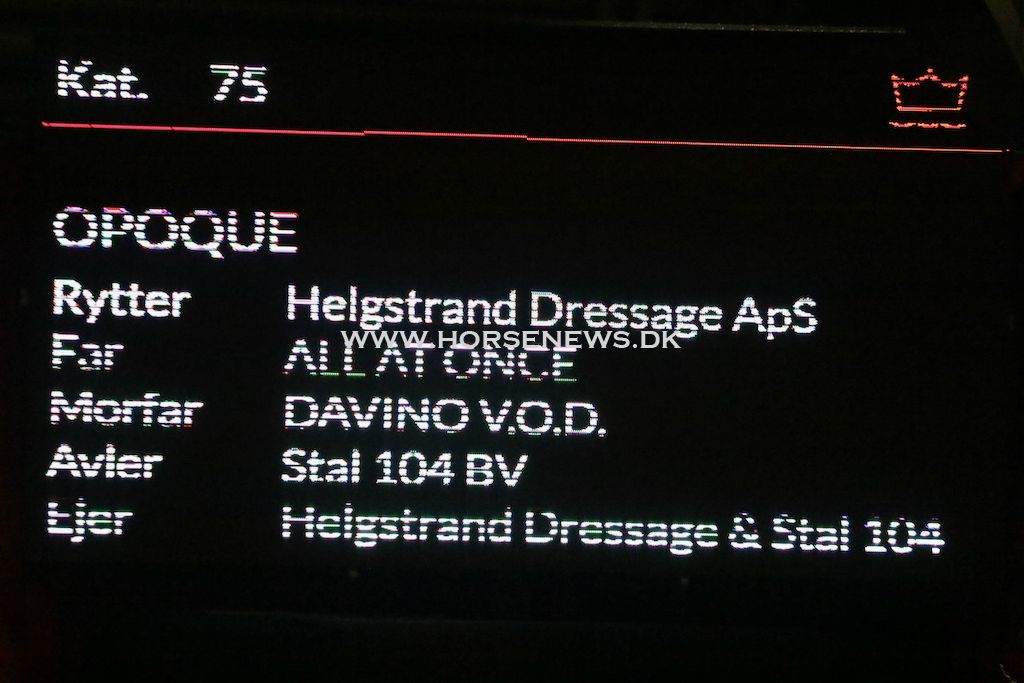 Kat. 75
OPOQUE
Rytter Helgstrand Dressage ApS
WWW.HORSENEWS.DK
Far ALL AT ONCE
Morfar DAVINO V.O.D.
Avler Stal 104 BV
Ejer Helgstrand Dressage & Stal 104